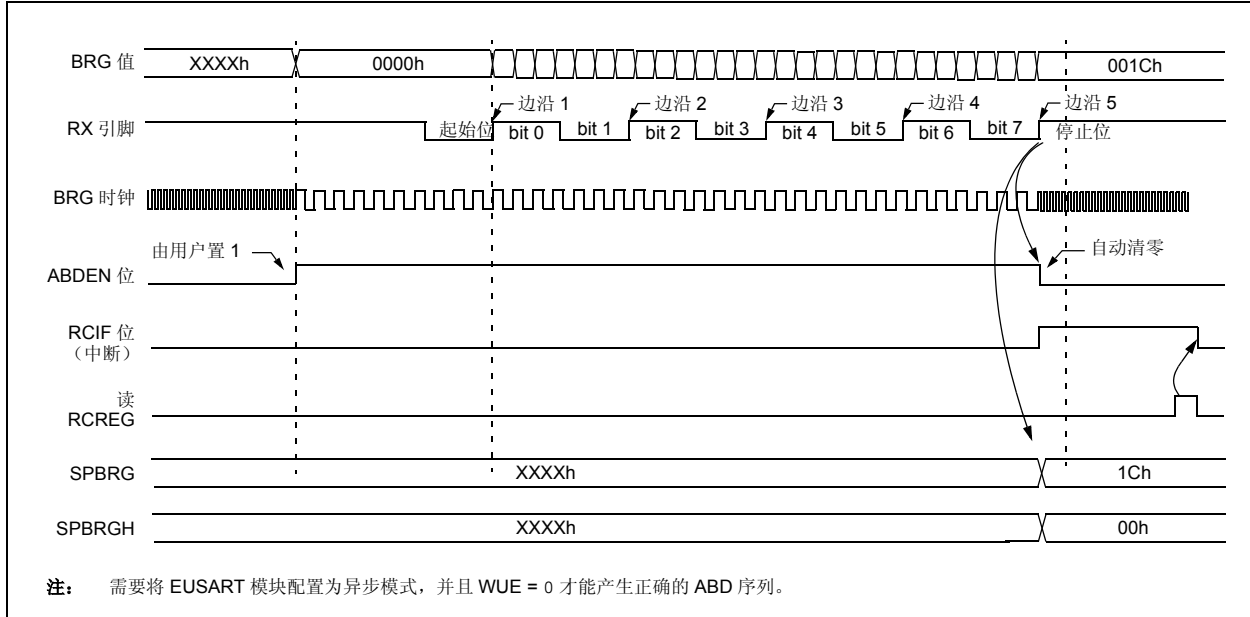 BRG 值 XXXXh 0000h 001Ch
边沿 1 边沿 2 边沿 3 边沿 4 边沿 5
RX 引脚 起始位 bit 0 bit 1 bit 2 bit 3 bit 4 bit 5 bit 6 bit 7 停止位
BRG 时钟
由用户置 1 自动清零
ABDEN 位
RCIF 位
（中断）
读
RCREG
SPBRG XXXXh 1Ch
SPBRGH XXXXh 00h
注： 需要将 EUSART 模块配置为异步模式，并且 WUE = 0 才能产生正确的 ABD 序列。